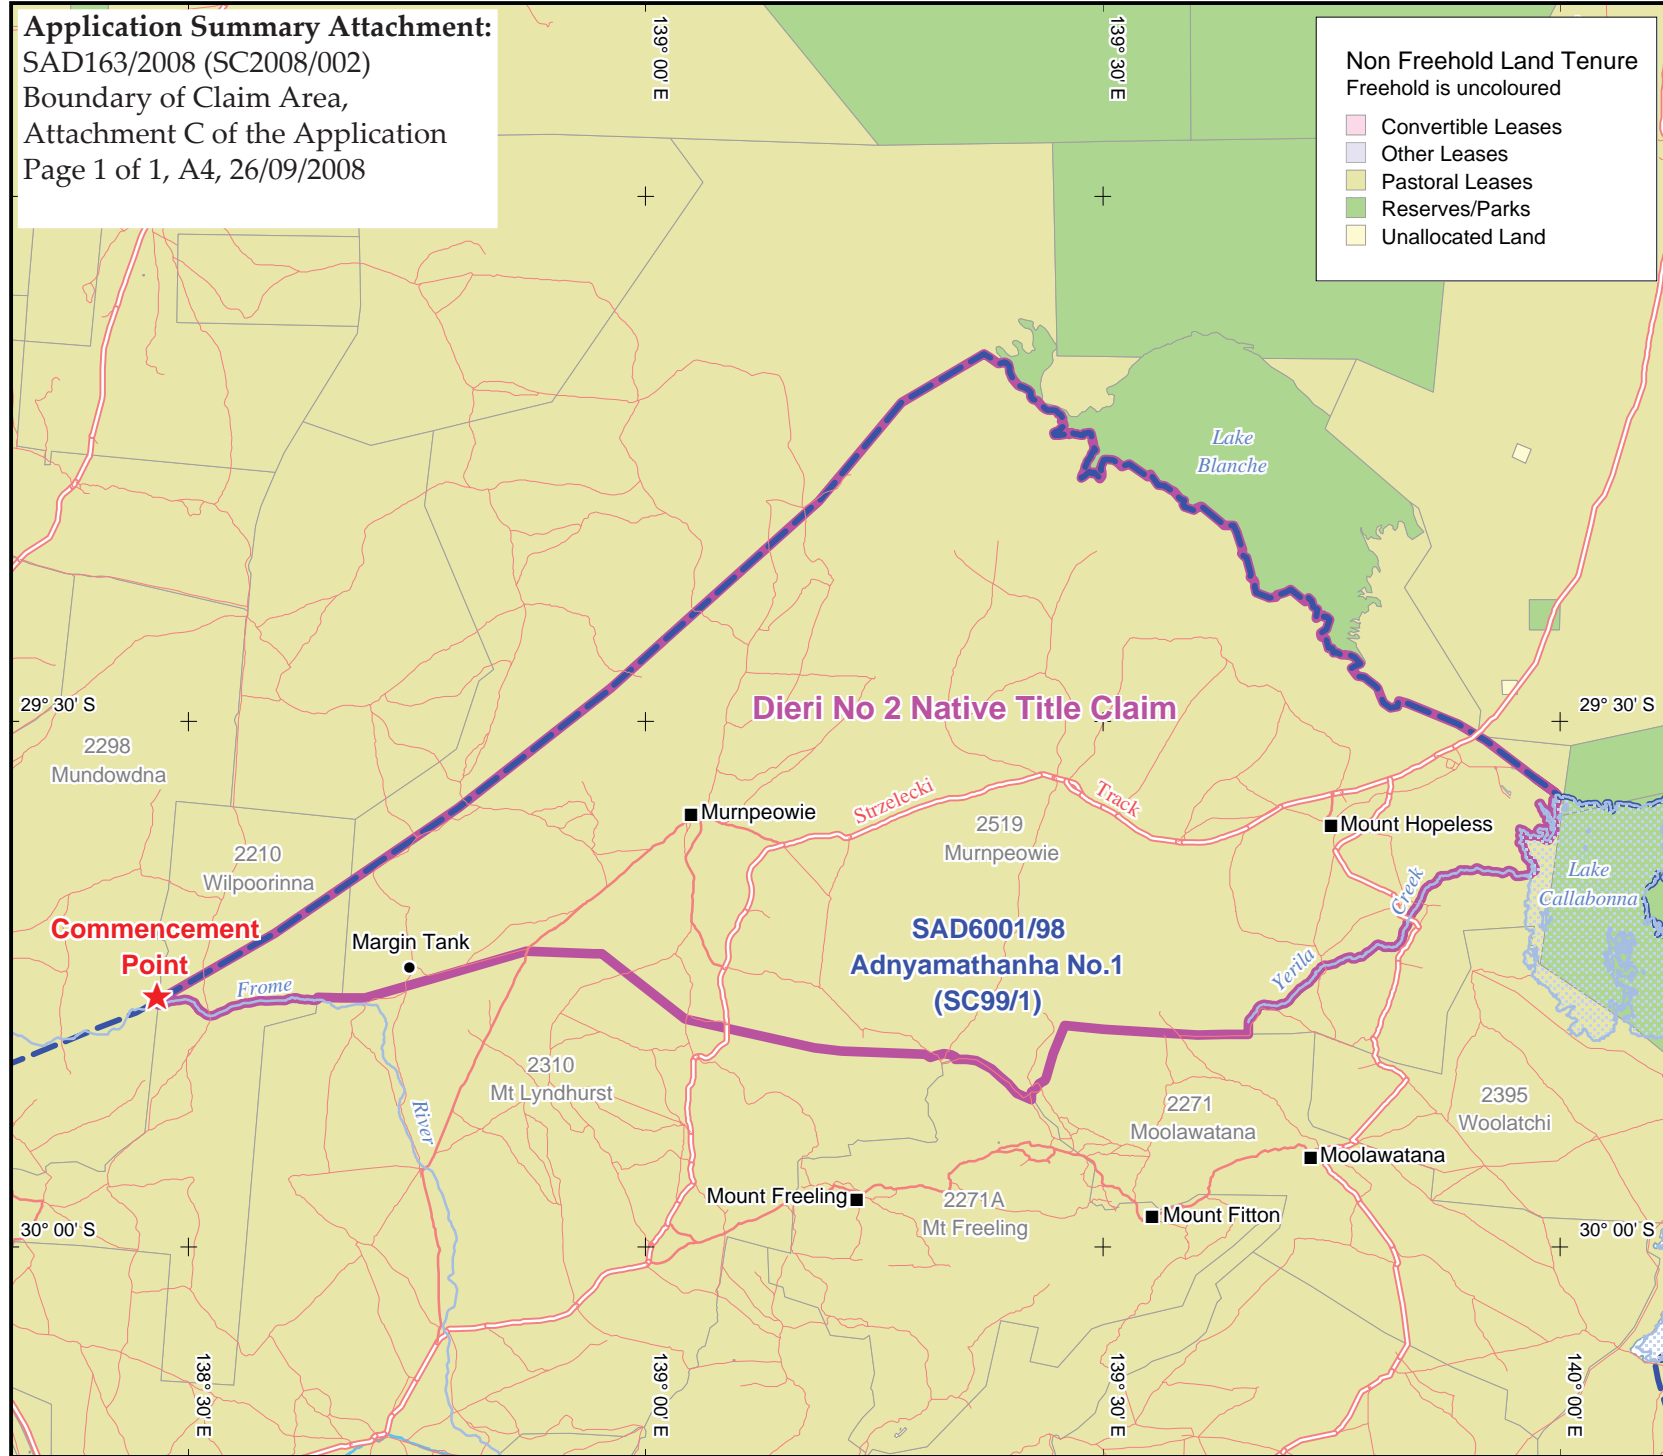 Application Summary Attachment:
SAD163/2008 (SC2008/002)
Boundary of Claim Area,
Attachment C of the Application
Page 1 of 1, A4, 26/09/2008
139° 00' E
139° 30' E
Non Freehold Land Tenure
Freehold is uncoloured
Convertible Leases
Other Leases
Pastoral Leases
Reserves/Parks
Unallocated Land
Lake
Blanche
29° 30' S
Dieri No 2 Native Title Claim
29° 30' S
2298
Mundowdna
Murnpeowie
Strzelecki
Track
2519
Murnpeowie
Mount Hopeless
2210
Wilpoorinna
Lake
Callabonna
Creek
Yerila
Commencement
Point
Margin Tank
SAD6001/98
Adnyamathanha No.1
(SC99/1)
Frome
River
2310
Mt Lyndhurst
2271
Moolawatana
2395
Woolatchi
Moolawatana
Mount Freeling
2271A
Mt Freeling
Mount Fitton
30° 00' S
30° 00' S
138° 30' E
139° 00' E
139° 30' E
140° 00' E